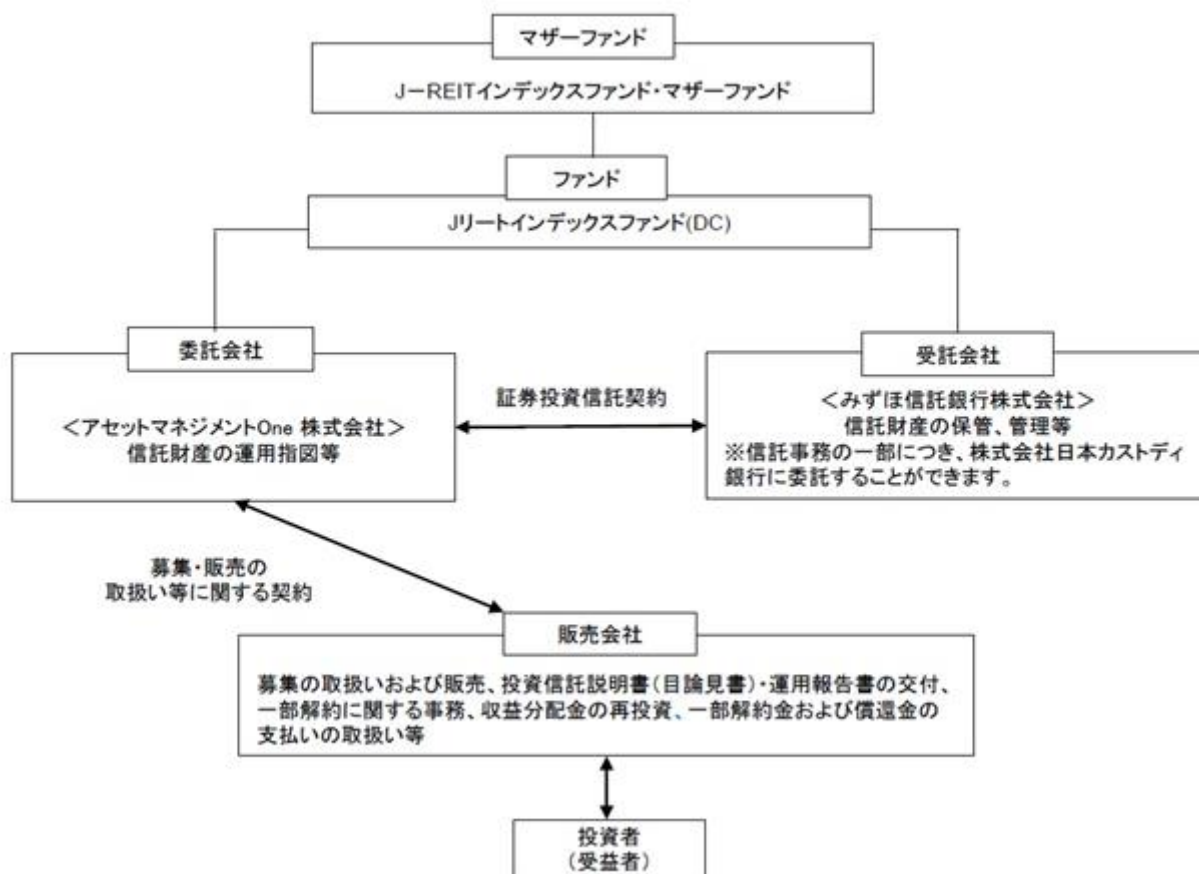 マザーファンド
J－REITインデックスファンド・マザーファンド
ファンド
Jリートインデックスファンド(DC)
委託会社
＜アセットマネジメントOne 株式会社＞
信託財産の運用指図等
証券投資信託契約
受託会社
＜みずほ信託銀行株式会社＞
信託財産の保管、管理等
※信託事務の一部につき、株式会社日本カストディ
銀行に委託することができます。
募集・販売の
取扱い等に関する契約
販売会社
募集の取扱いおよび販売、投資信託説明書（目論見書）・運用報告書の交付、
一部解約に関する事務、収益分配金の再投資、一部解約金および償還金の
支払いの取扱い等
投資者
（受益者）